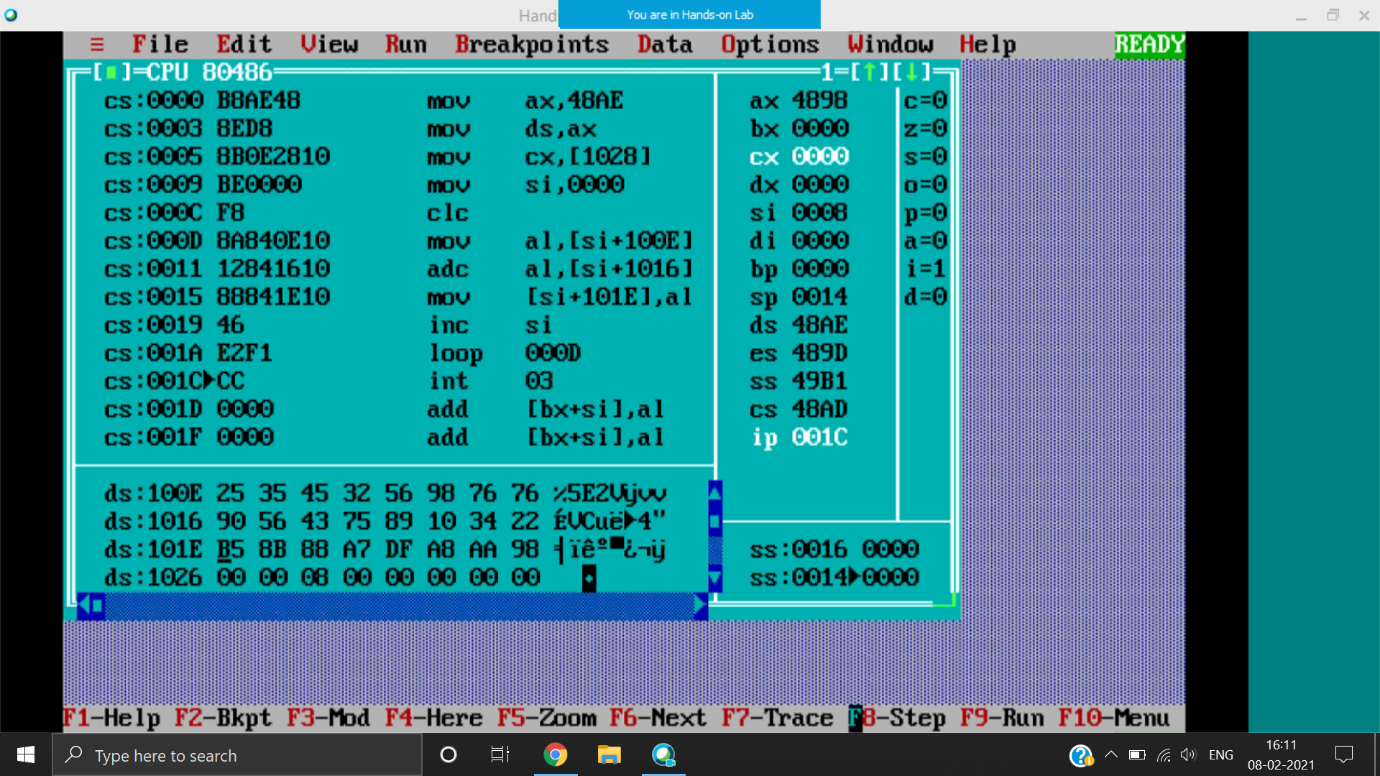 Hand
You are in Hands-on Lab
≡ File Edit View Run Breakpoints Data Options Window Help READY
[■]=CPU 80486 1=[↑][↓]
cs:0000 B8AE48 mov ax,48AE
cs:0003 8ED8 mov ds,ax
cs:0005 8B0E2810 mov cx,[1028]
cs:0009 BE0000 mov si,0000
cs:000C F8 clc
cs:000D 8A840E10 mov al,[si+100E]
cs:0011 12841610 adc al,[si+1016]
cs:0015 88841E10 mov [si+101E],al
cs:0019 46 inc si
cs:001A E2F1 loop 000D
cs:001C►CC int 03
cs:001D 0000 add [bx+si],al
cs:001F 0000 add [bx+si],al
ax 4898 c=0
bx 0000 z=0
cx 0000 s=0
dx 0000 o=0
si 0008 p=0
di 0000 a=0
bp 0000 i=1
sp 0014 d=0
ds 48AE
es 489D
ss 49B1
cs 48AD
ip 001C
ds:100E 25 35 45 32 56 98 76 76 %5E2Vÿvv
ds:1016 90 56 43 75 89 10 34 22 ÉVCuë►4"
ds:101E B5 8B 88 A7 DF A8 AA 98 ╡ïêº▀¿¬ÿ
ds:1026 00 00 08 00 00 00 00 00 ◘
ss:0016 0000
ss:0014►0000
F1-Help F2-Bkpt F3-Mod F4-Here F5-Zoom F6-Next F7-Trace F8-Step F9-Run F10-Menu
Type here to search
ENG
16:11
08-02-2021